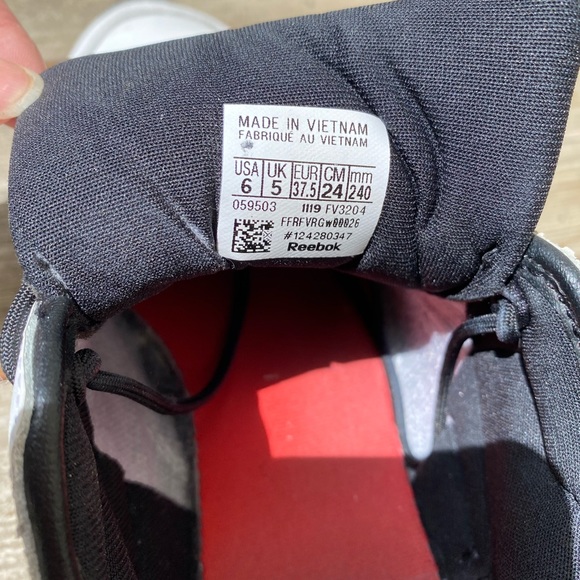 MADE IN VIETNAM
FABRIQUÉ AU VIETNAM
USA UK EUR CM mm
6 5 37.5 24 240
059503 1119 FV3204
FFRFVRGw00026
#124280347
Reebok